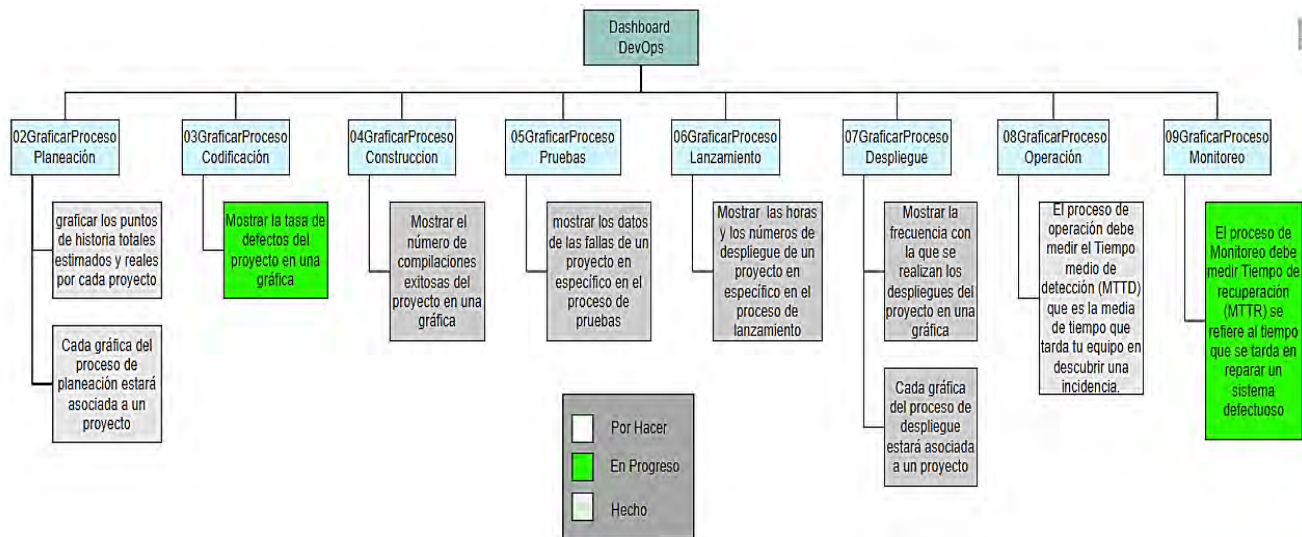 Dashboard
DevOps
02GraficarProceso
Planeación
03GraficarProceso
Codificación
04GraficarProceso
Construccion
05GraficarProceso
Pruebas
06GraficarProceso
Lanzamiento
07GraficarProceso
Despliegue
08GraficarProceso
Operación
09GraficarProceso
Monitoreo
graficar los puntos
de historia totales
estimados y reales
por cada proyecto
Cada gráfica del
proceso de
planeación estará
asociada a un
proyecto
Mostrar la tasa de
defectos del
proyecto en una
gráfica
Mostrar el
número de
compilaciones
exitosas del
proyecto en una
gráfica
mostrar los datos
de las fallas de un
proyecto en
específico en el
proceso de
pruebas
Mostrar las horas
y los números de
despliegue de un
proyecto en
específico en el
proceso de
lanzamiento
Mostrar la
frecuencia con
la que se
realizan los
despliegues del
proyecto en una
gráfica
Cada gráfica
del proceso de
despliegue
estará asociada
a un proyecto
El proceso de
operación debe
medir el Tiempo
medio de
detección (MTTD)
que es la media
de tiempo que
tarda tu equipo en
descubrir una
incidencia.
El proceso de
Monitoreo debe
medir Tiempo de
recuperación
(MTTR) se
refiere al tiempo
que se tarda en
reparar un
sistema
defectuoso
Por Hacer
En Progreso
Hecho